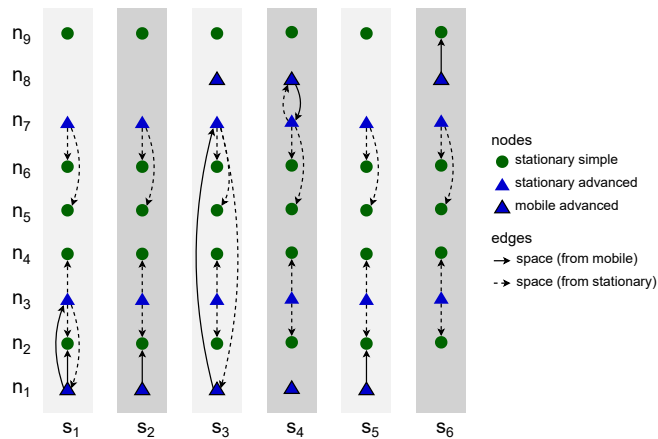 n9
n8
n7
n6
n5
n4
n3
n2
n1
s1 s2 s3 s4 s5 s6
nodes
stationary simple
stationary advanced
mobile advanced
edges
space (from mobile)
space (from stationary)